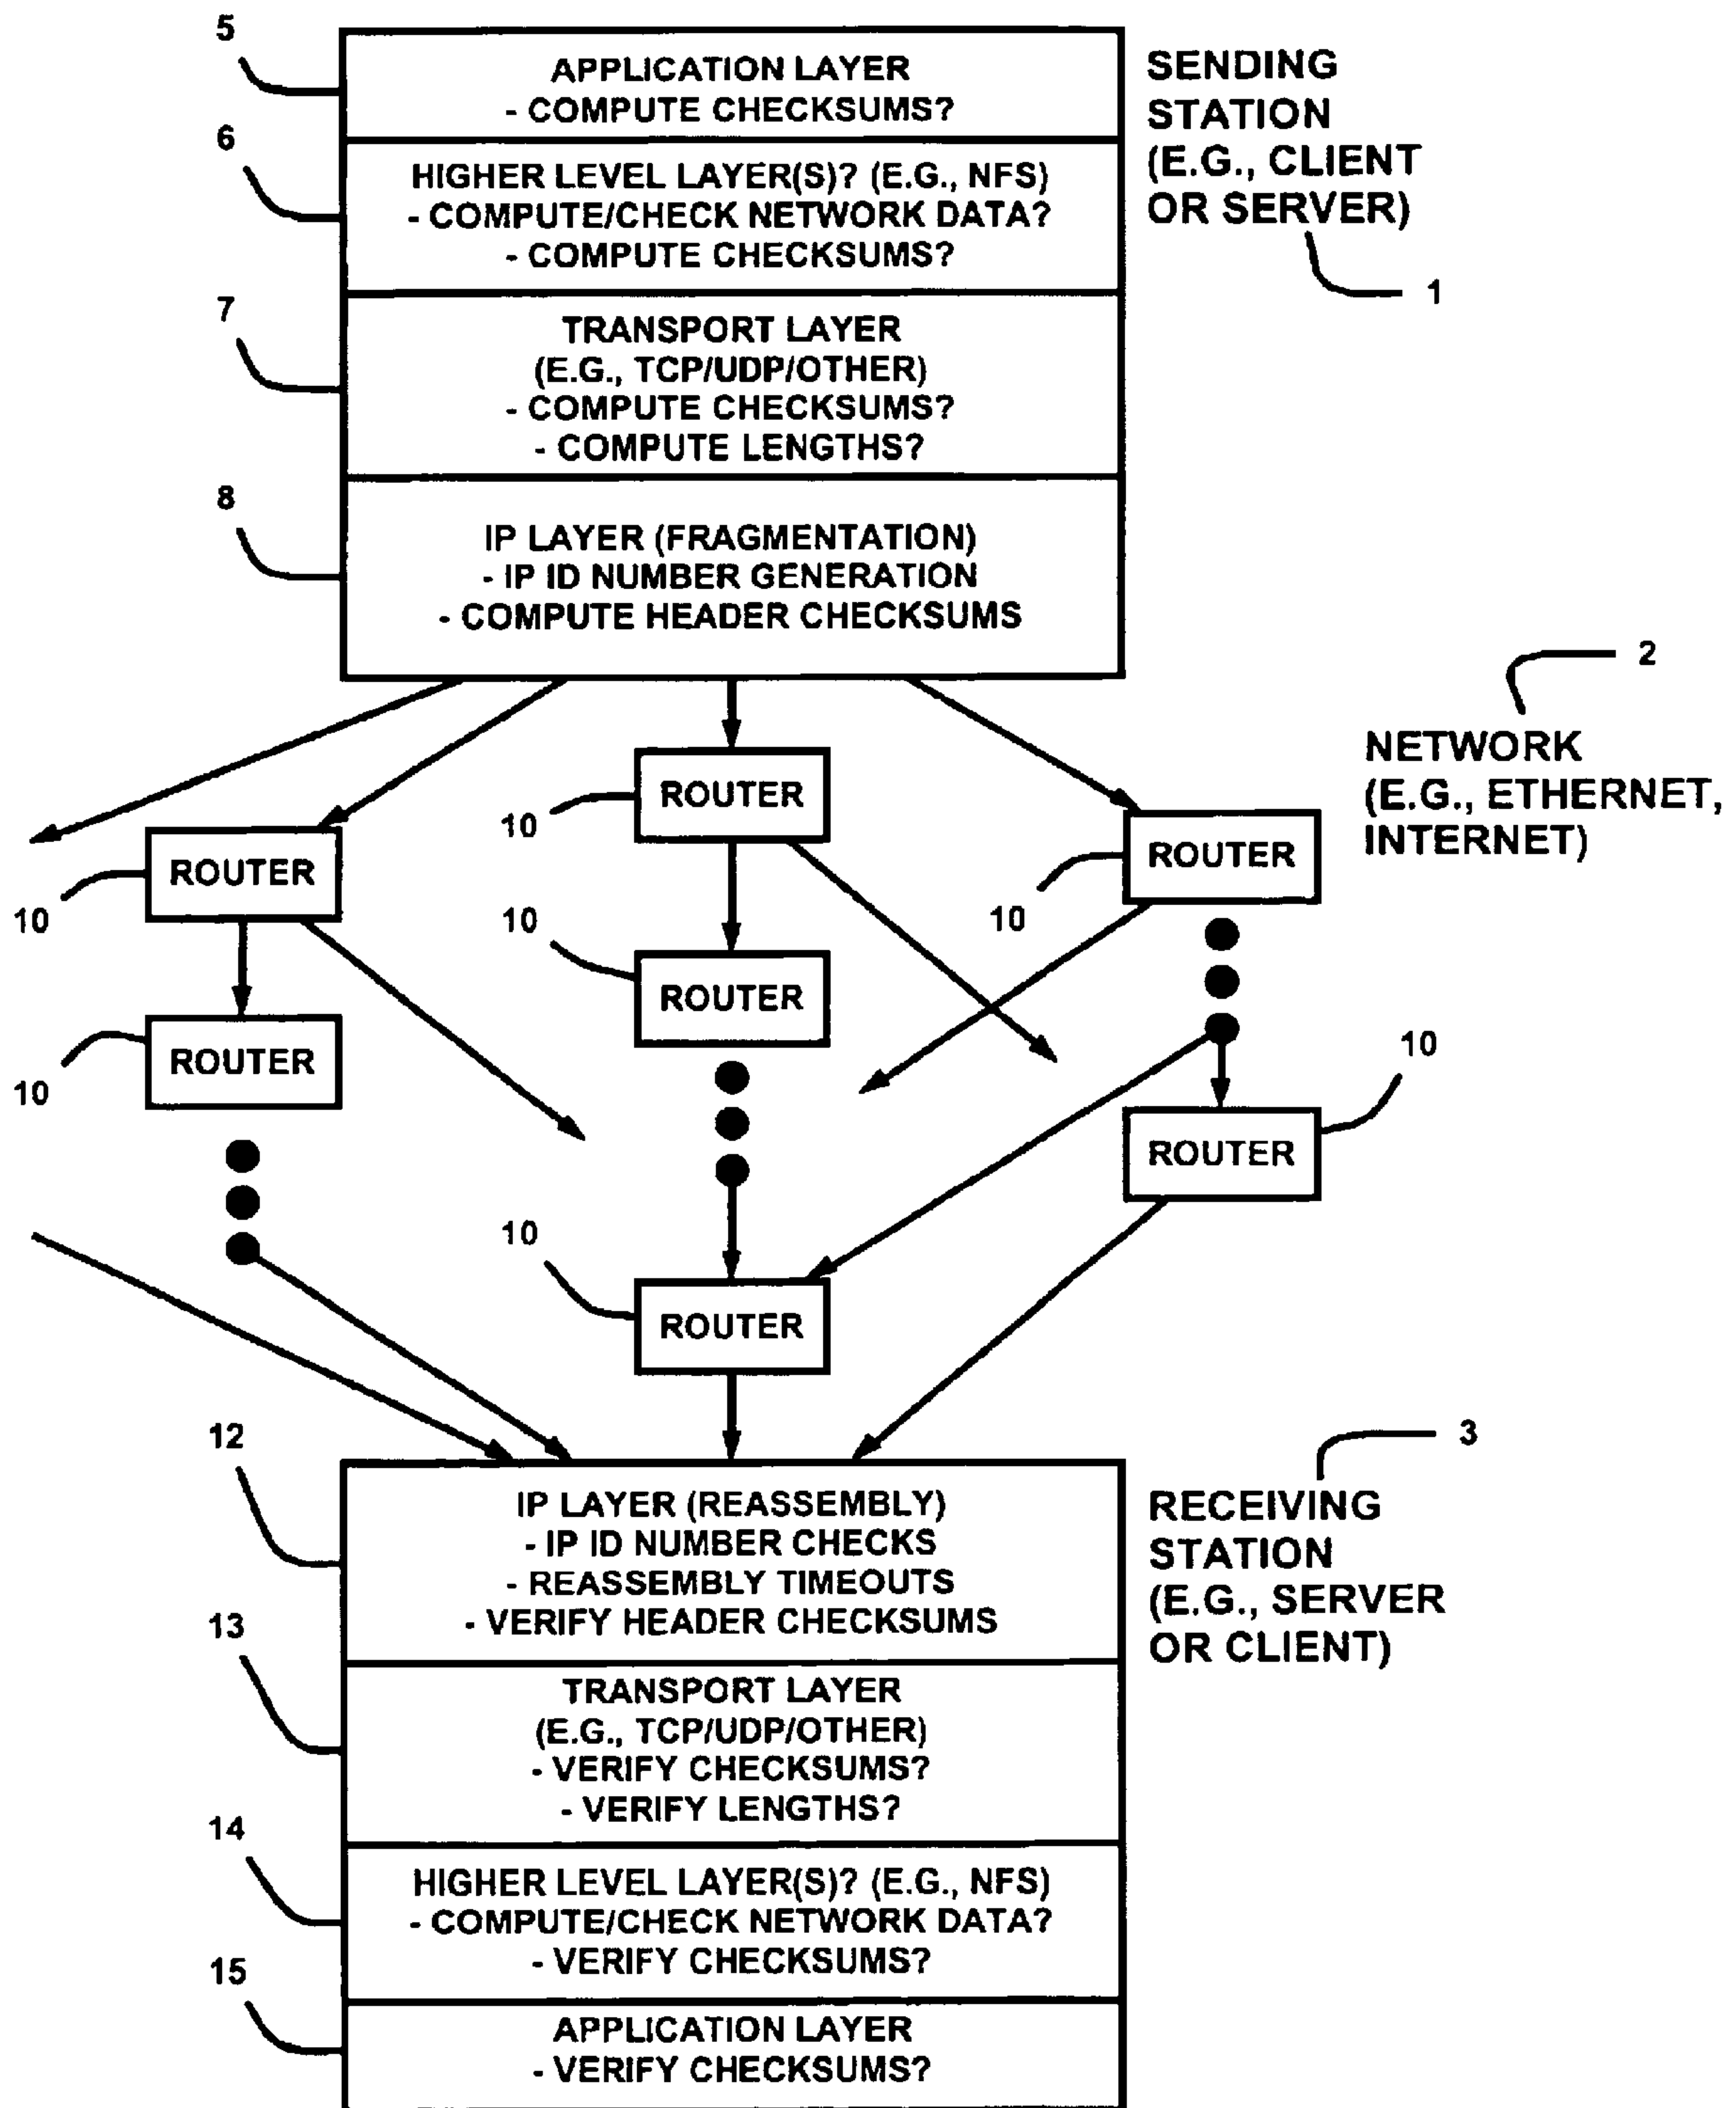 5
APPLICATION LAYER
- COMPUTE CHECKSUMS?
6
HIGHER LEVEL LAYER(S)? (E.G., NFS)
- COMPUTE/CHECK NETWORK DATA?
- COMPUTE CHECKSUMS?
7
TRANSPORT LAYER
(E.G., TCP/UDP/OTHER)
- COMPUTE CHECKSUMS?
- COMPUTE LENGTHS?
8
IP LAYER (FRAGMENTATION)
- IP ID NUMBER GENERATION
- COMPUTE HEADER CHECKSUMS
SENDING
STATION
(E.G., CLIENT
OR SERVER)
1
2
NETWORK
(E.G., ETHERNET,
INTERNET)
ROUTER
10
ROUTER
10
ROUTER
10
ROUTER
10
ROUTER
10
ROUTER
10
ROUTER
10
12
IP LAYER (REASSEMBLY)
- IP ID NUMBER CHECKS
- REASSEMBLY TIMEOUTS
- VERIFY HEADER CHECKSUMS
3
RECEIVING
STATION
(E.G., SERVER
OR CLIENT)
13
TRANSPORT LAYER
(E.G., TCP/UDP/OTHER)
- VERIFY CHECKSUMS?
- VERIFY LENGTHS?
14
HIGHER LEVEL LAYER(S)? (E.G., NFS)
- COMPUTE/CHECK NETWORK DATA?
- VERIFY CHECKSUMS?
15
APPLICATION LAYER
- VERIFY CHECKSUMS?